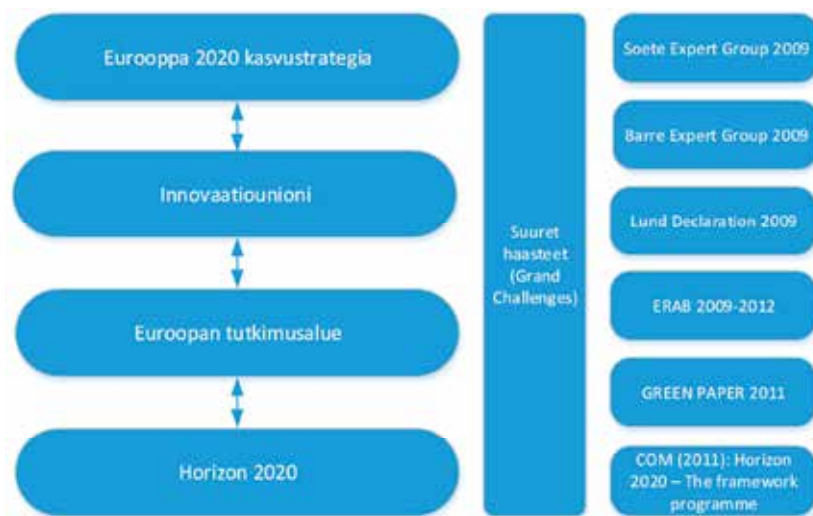 Eurooppa 2020 kasvustrategia
Innovaatiounioni
Euroopan tutkimusalue
Horizon 2020
Suuret
haasteet
(Grand
Challenges)
Soete Expert Group 2009
Barre Expert Group 2009
Lund Declaration 2009
ERAB 2009-2012
GREEN PAPER 2011
COM (2011): Horizon
2020 – The framework
programme